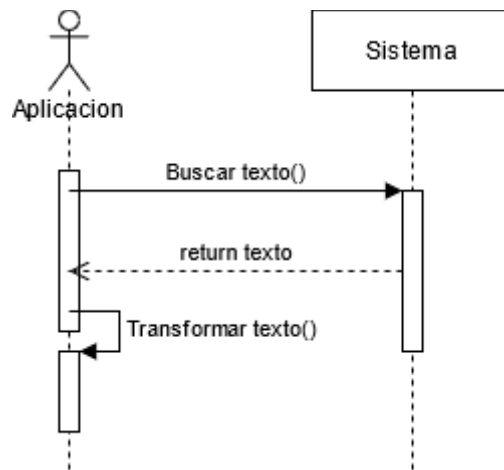 Sistema
Aplicacion
Buscar texto()
return texto
Transformar texto()